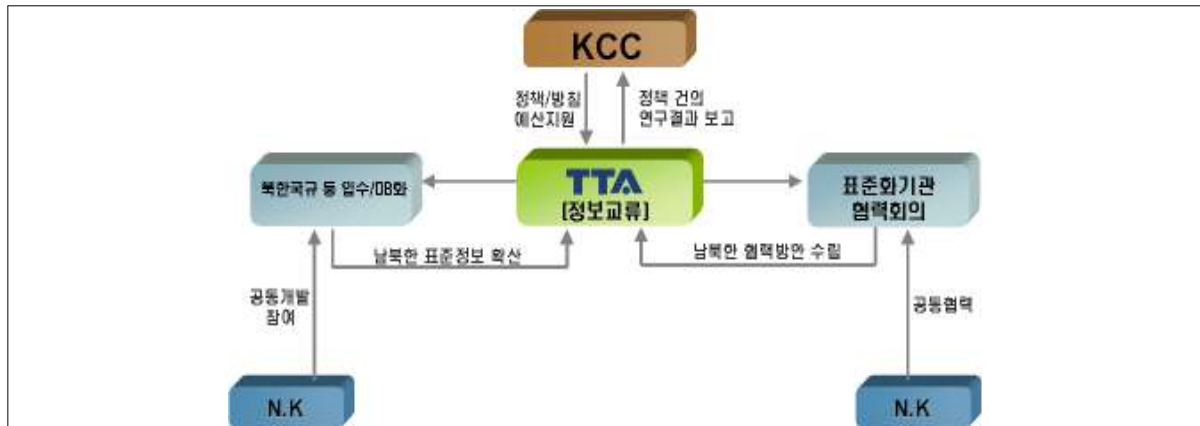 KCC
정책/방침
예산지원
정책 건의
연구결과 보고
북한국규 등 입수/DB화
TTA
[정보교류]
표준화기관
협력회의
남북한 표준정보 확산
남북한 협력방안 수립
공동개발
참여
공동협력
N.K
N.K